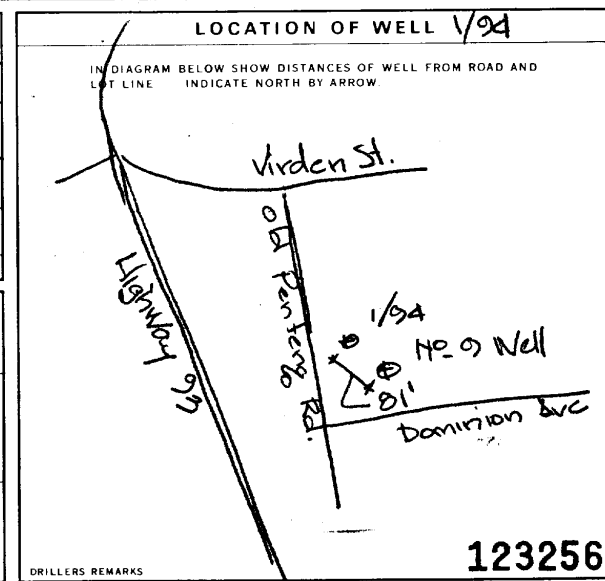 LOCATION OF WELL 1/94
IN DIAGRAM BELOW SHOW DISTANCES OF WELL FROM ROAD AND
LOT LINE INDICATE NORTH BY ARROW.
Virden St.
Old Penteng Rd.
Highway 93
1/94
No 9 Well
81'
Dominion Ave
DRILLERS REMARKS
123256